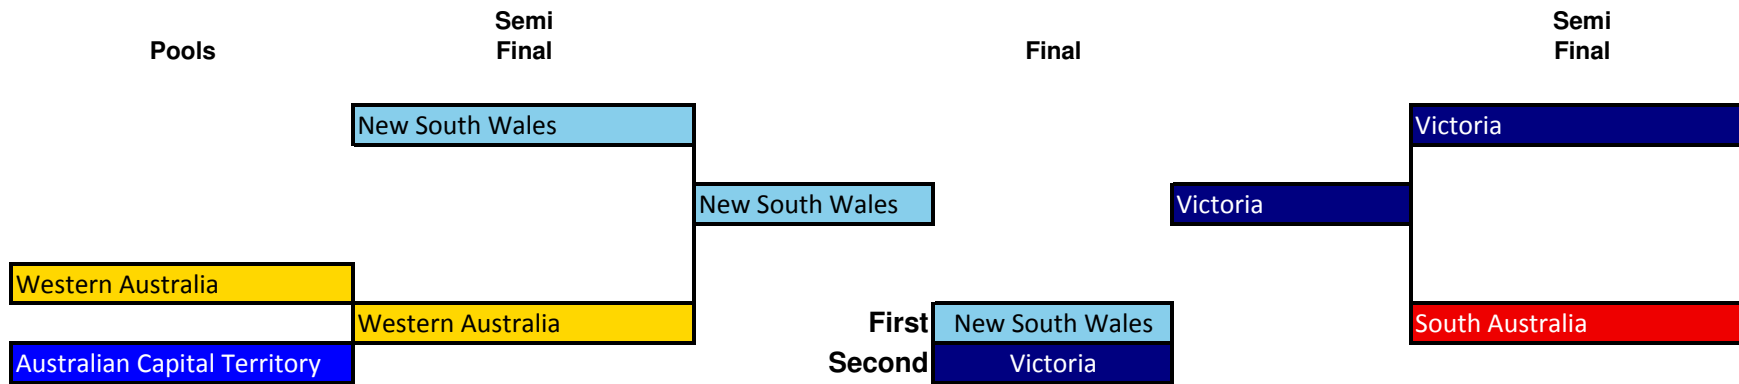 Semi
Final
Pools
Final
Semi
Final
New South Wales
Victoria
New South Wales
Victoria
Western Australia
Western Australia
First
New South Wales
South Australia
Australian Capital Territory
Second
Victoria